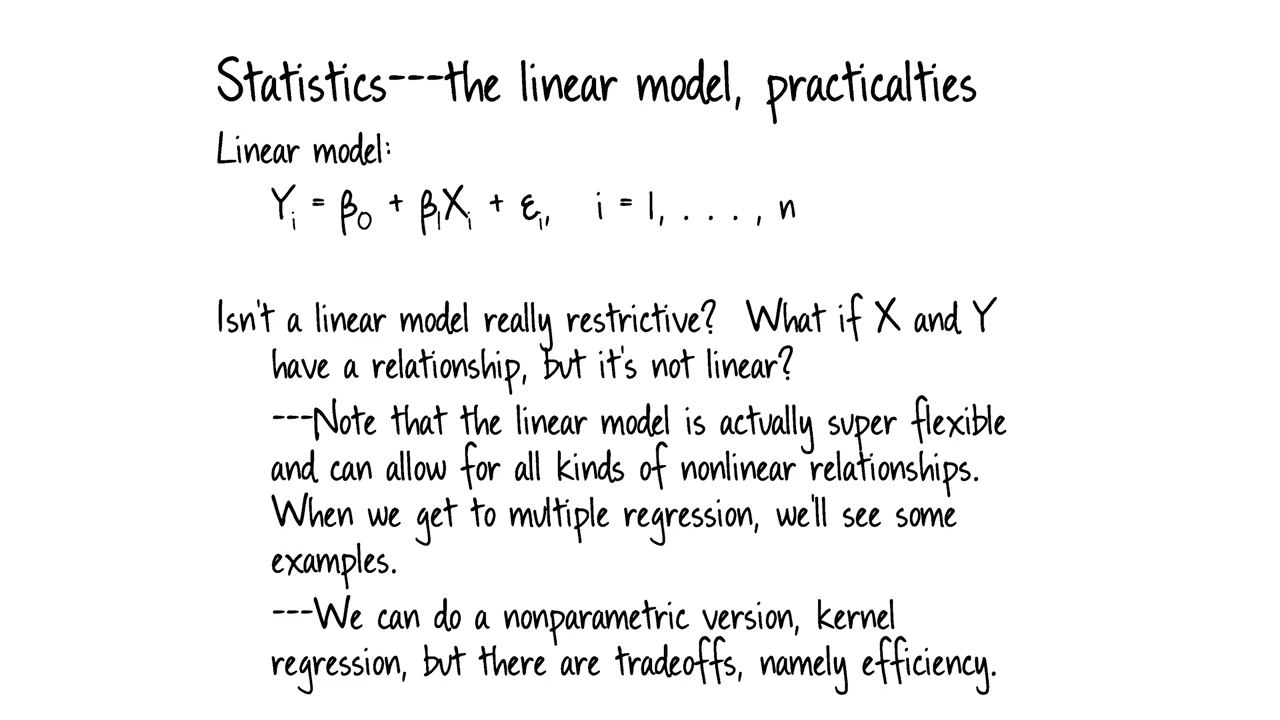 Statistics---the linear model, practicalties
Linear model:
Yᵢ = β₀ + β₁Xᵢ + εᵢ, i = 1, . . . , n
Isn't a linear model really restrictive? What if X and Y
have a relationship, but it's not linear?
---Note that the linear model is actually super flexible
and can allow for all kinds of nonlinear relationships.
When we get to multiple regression, we'll see some
examples.
---We can do a nonparametric version, kernel
regression, but there are tradeoffs, namely efficiency.